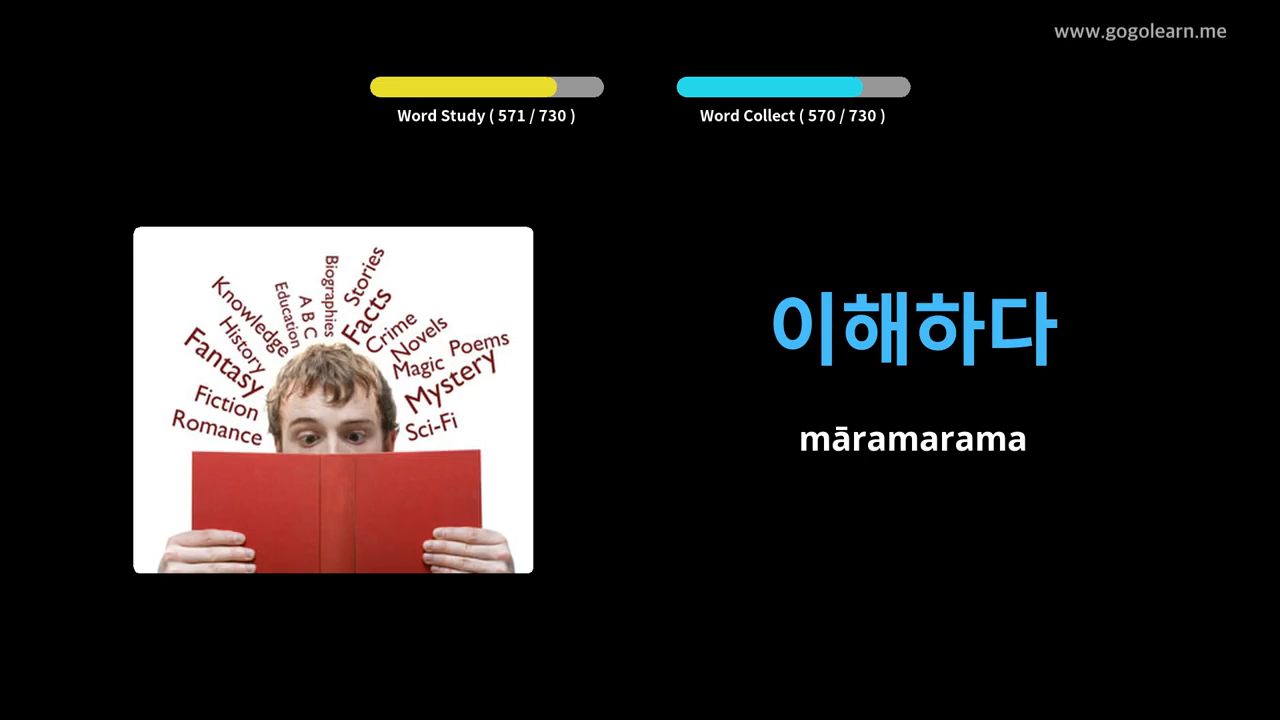 www.gogolearn.me
Word Study ( 571 / 730 )
Word Collect ( 570 / 730 )
Stories
Biographies
Facts
A B C
Education
Knowledge
Crime
History
Novels
Poems
Fantasy
Magic
Mystery
Fiction
Romance
Sci-Fi
이해하다
māramarama